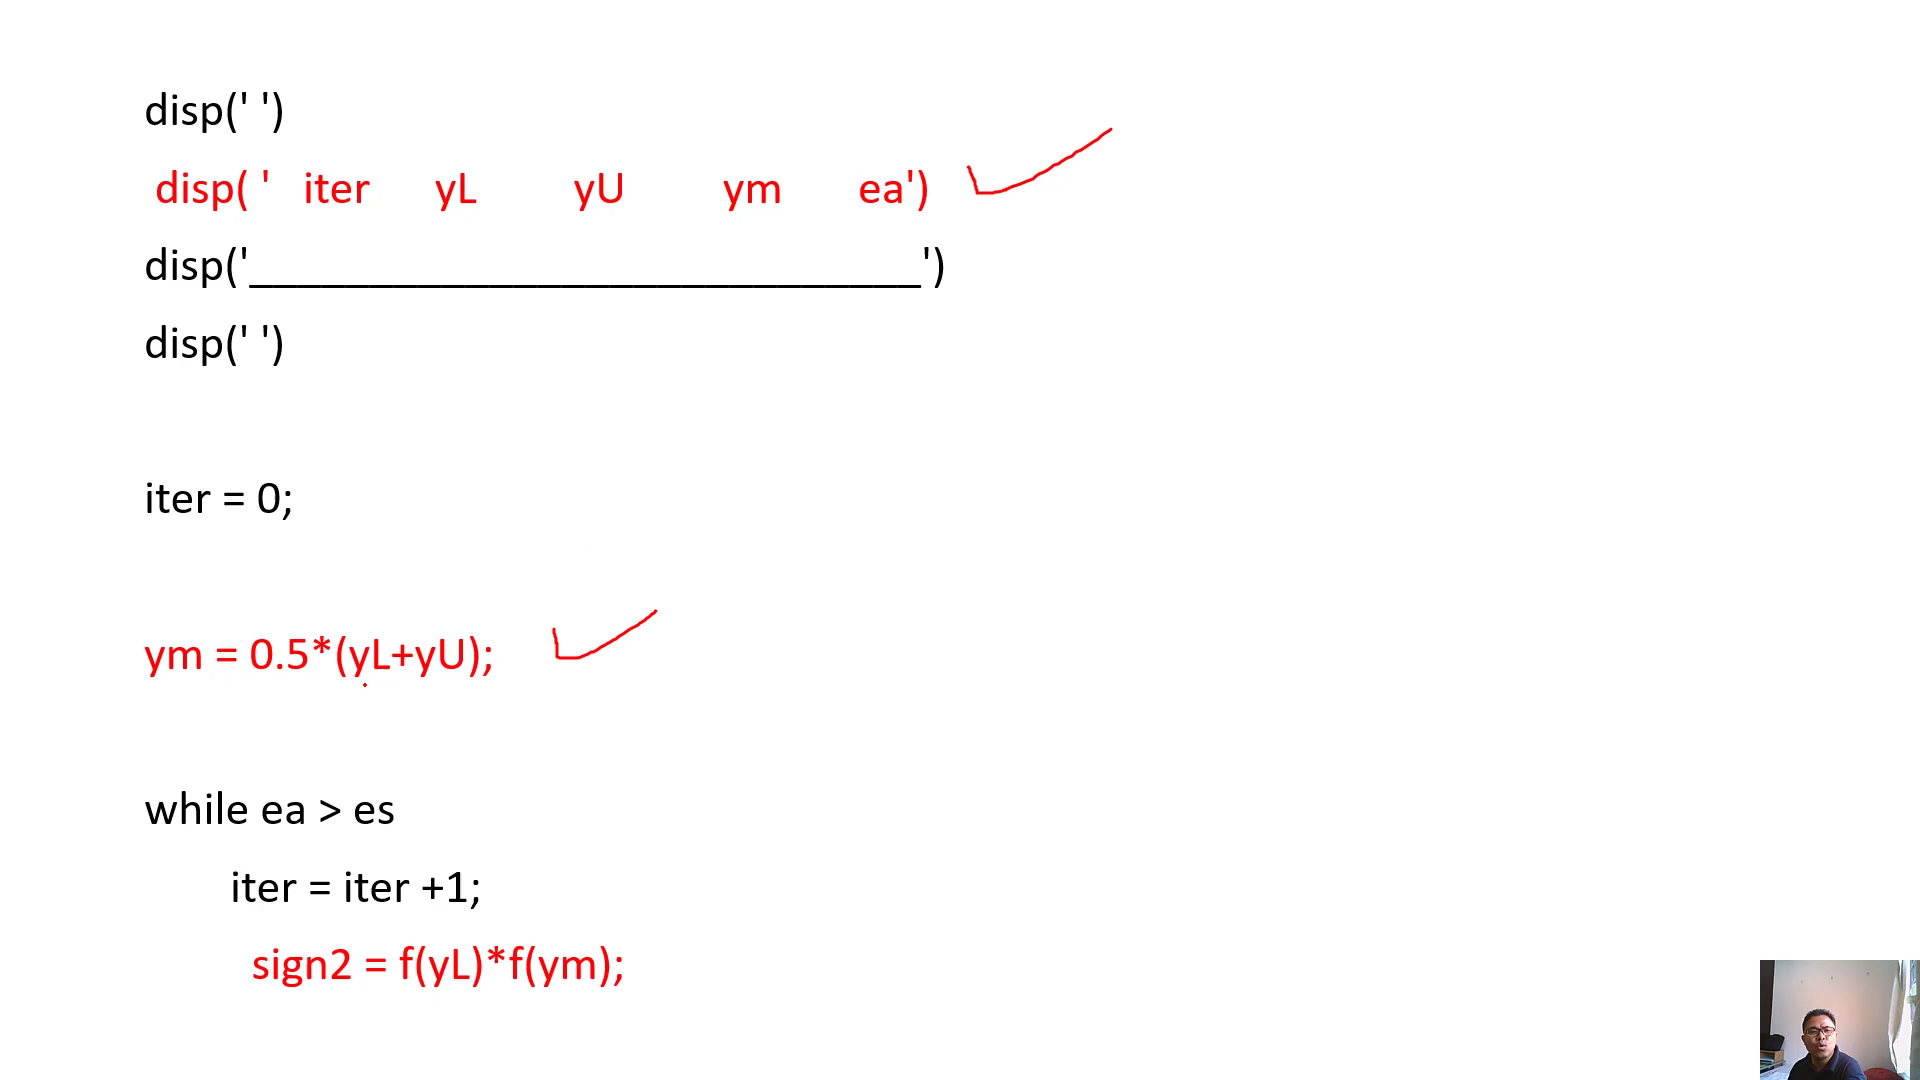 disp(' ')
disp( '   iter     yL       yU       ym      ea')
disp('____________________________')
disp(' ')
iter = 0;
ym = 0.5*(yL+yU);
while ea > es
iter = iter +1;
sign2 = f(yL)*f(ym);